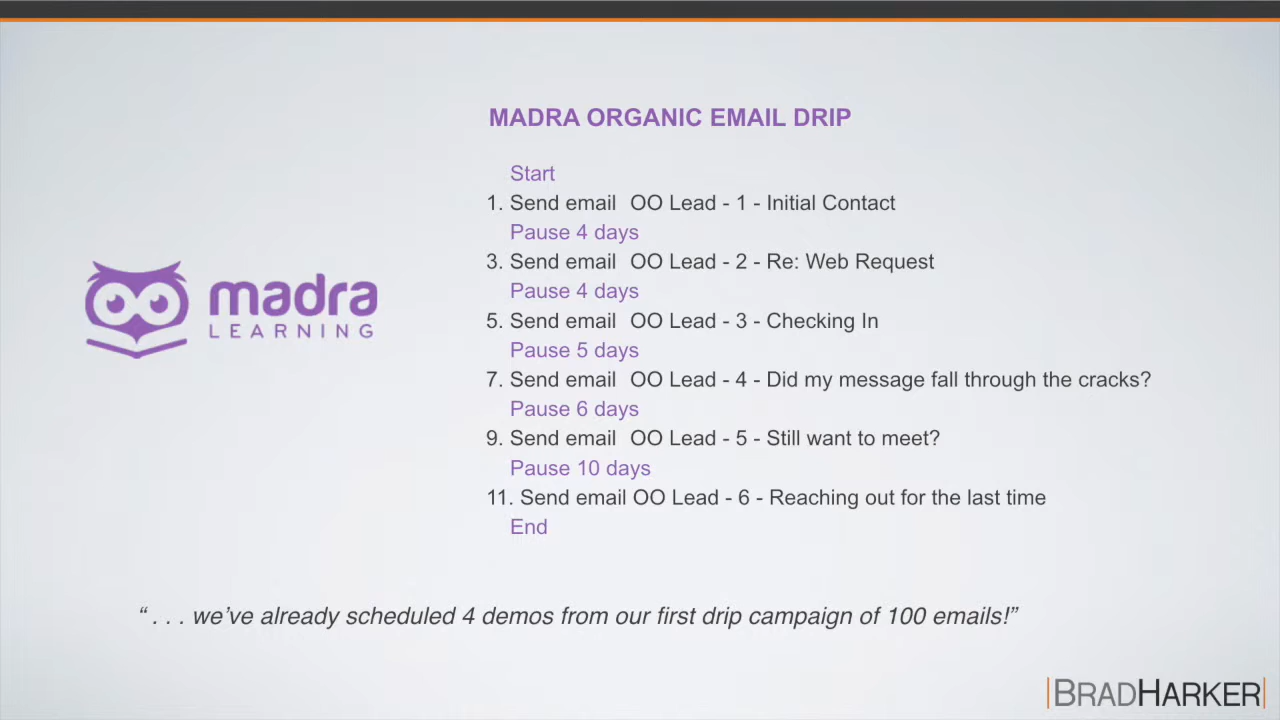 MADRA ORGANIC EMAIL DRIP
Start
1. Send email OO Lead - 1 - Initial Contact
Pause 4 days
3. Send email OO Lead - 2 - Re: Web Request
Pause 4 days
5. Send email OO Lead - 3 - Checking In
Pause 5 days
7. Send email OO Lead - 4 - Did my message fall through the cracks?
Pause 6 days
9. Send email OO Lead - 5 - Still want to meet?
Pause 10 days
11. Send email OO Lead - 6 - Reaching out for the last time
End
madra
LEARNING
“ . . . we’ve already scheduled 4 demos from our first drip campaign of 100 emails!”
BRADHARKER